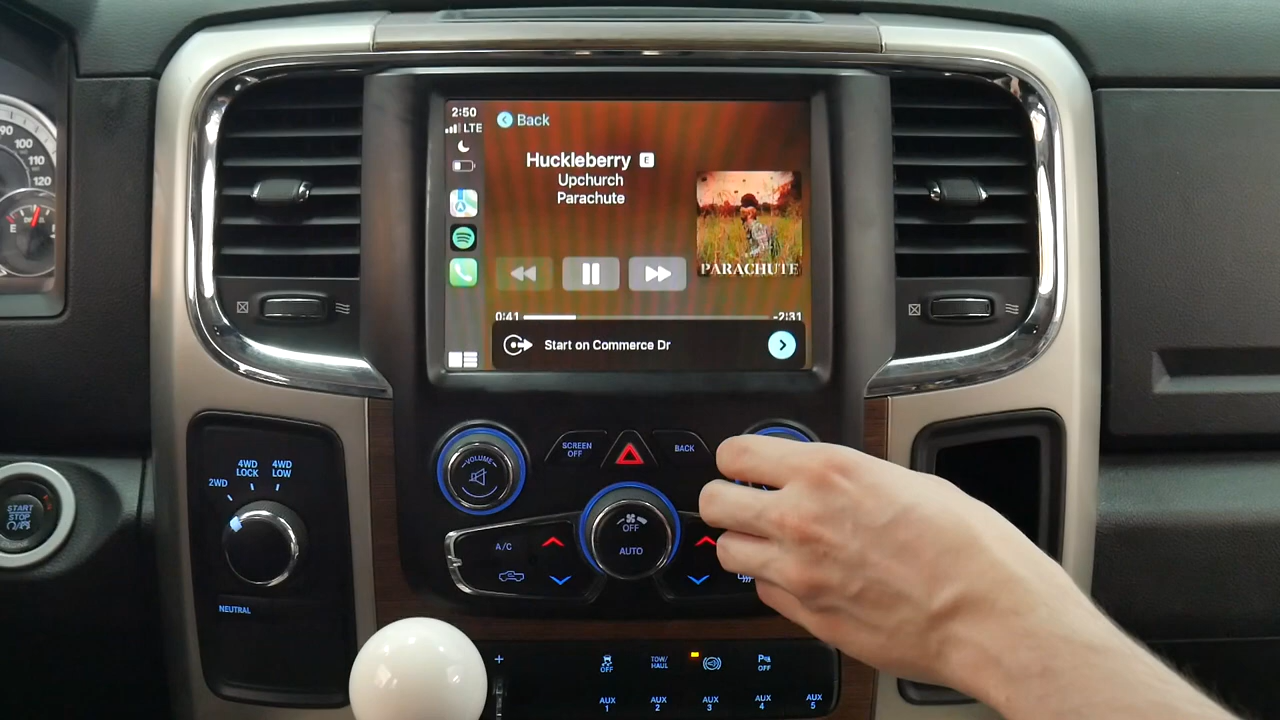 90
100
110
120
E
2:50
LTE
Back
Huckleberry E
Upchurch
Parachute
PARACHUTE
0:41
-2:31
Start on Commerce Dr
SCREEN
OFF
BACK
VOLUME
4WD
LOCK
4WD
LOW
2WD
NEUTRAL
START
STOP
OFF
AUTO
A/C
OFF
TOW/
HAUL
OFF
AUX
1
AUX
2
AUX
3
AUX
4
AUX
5